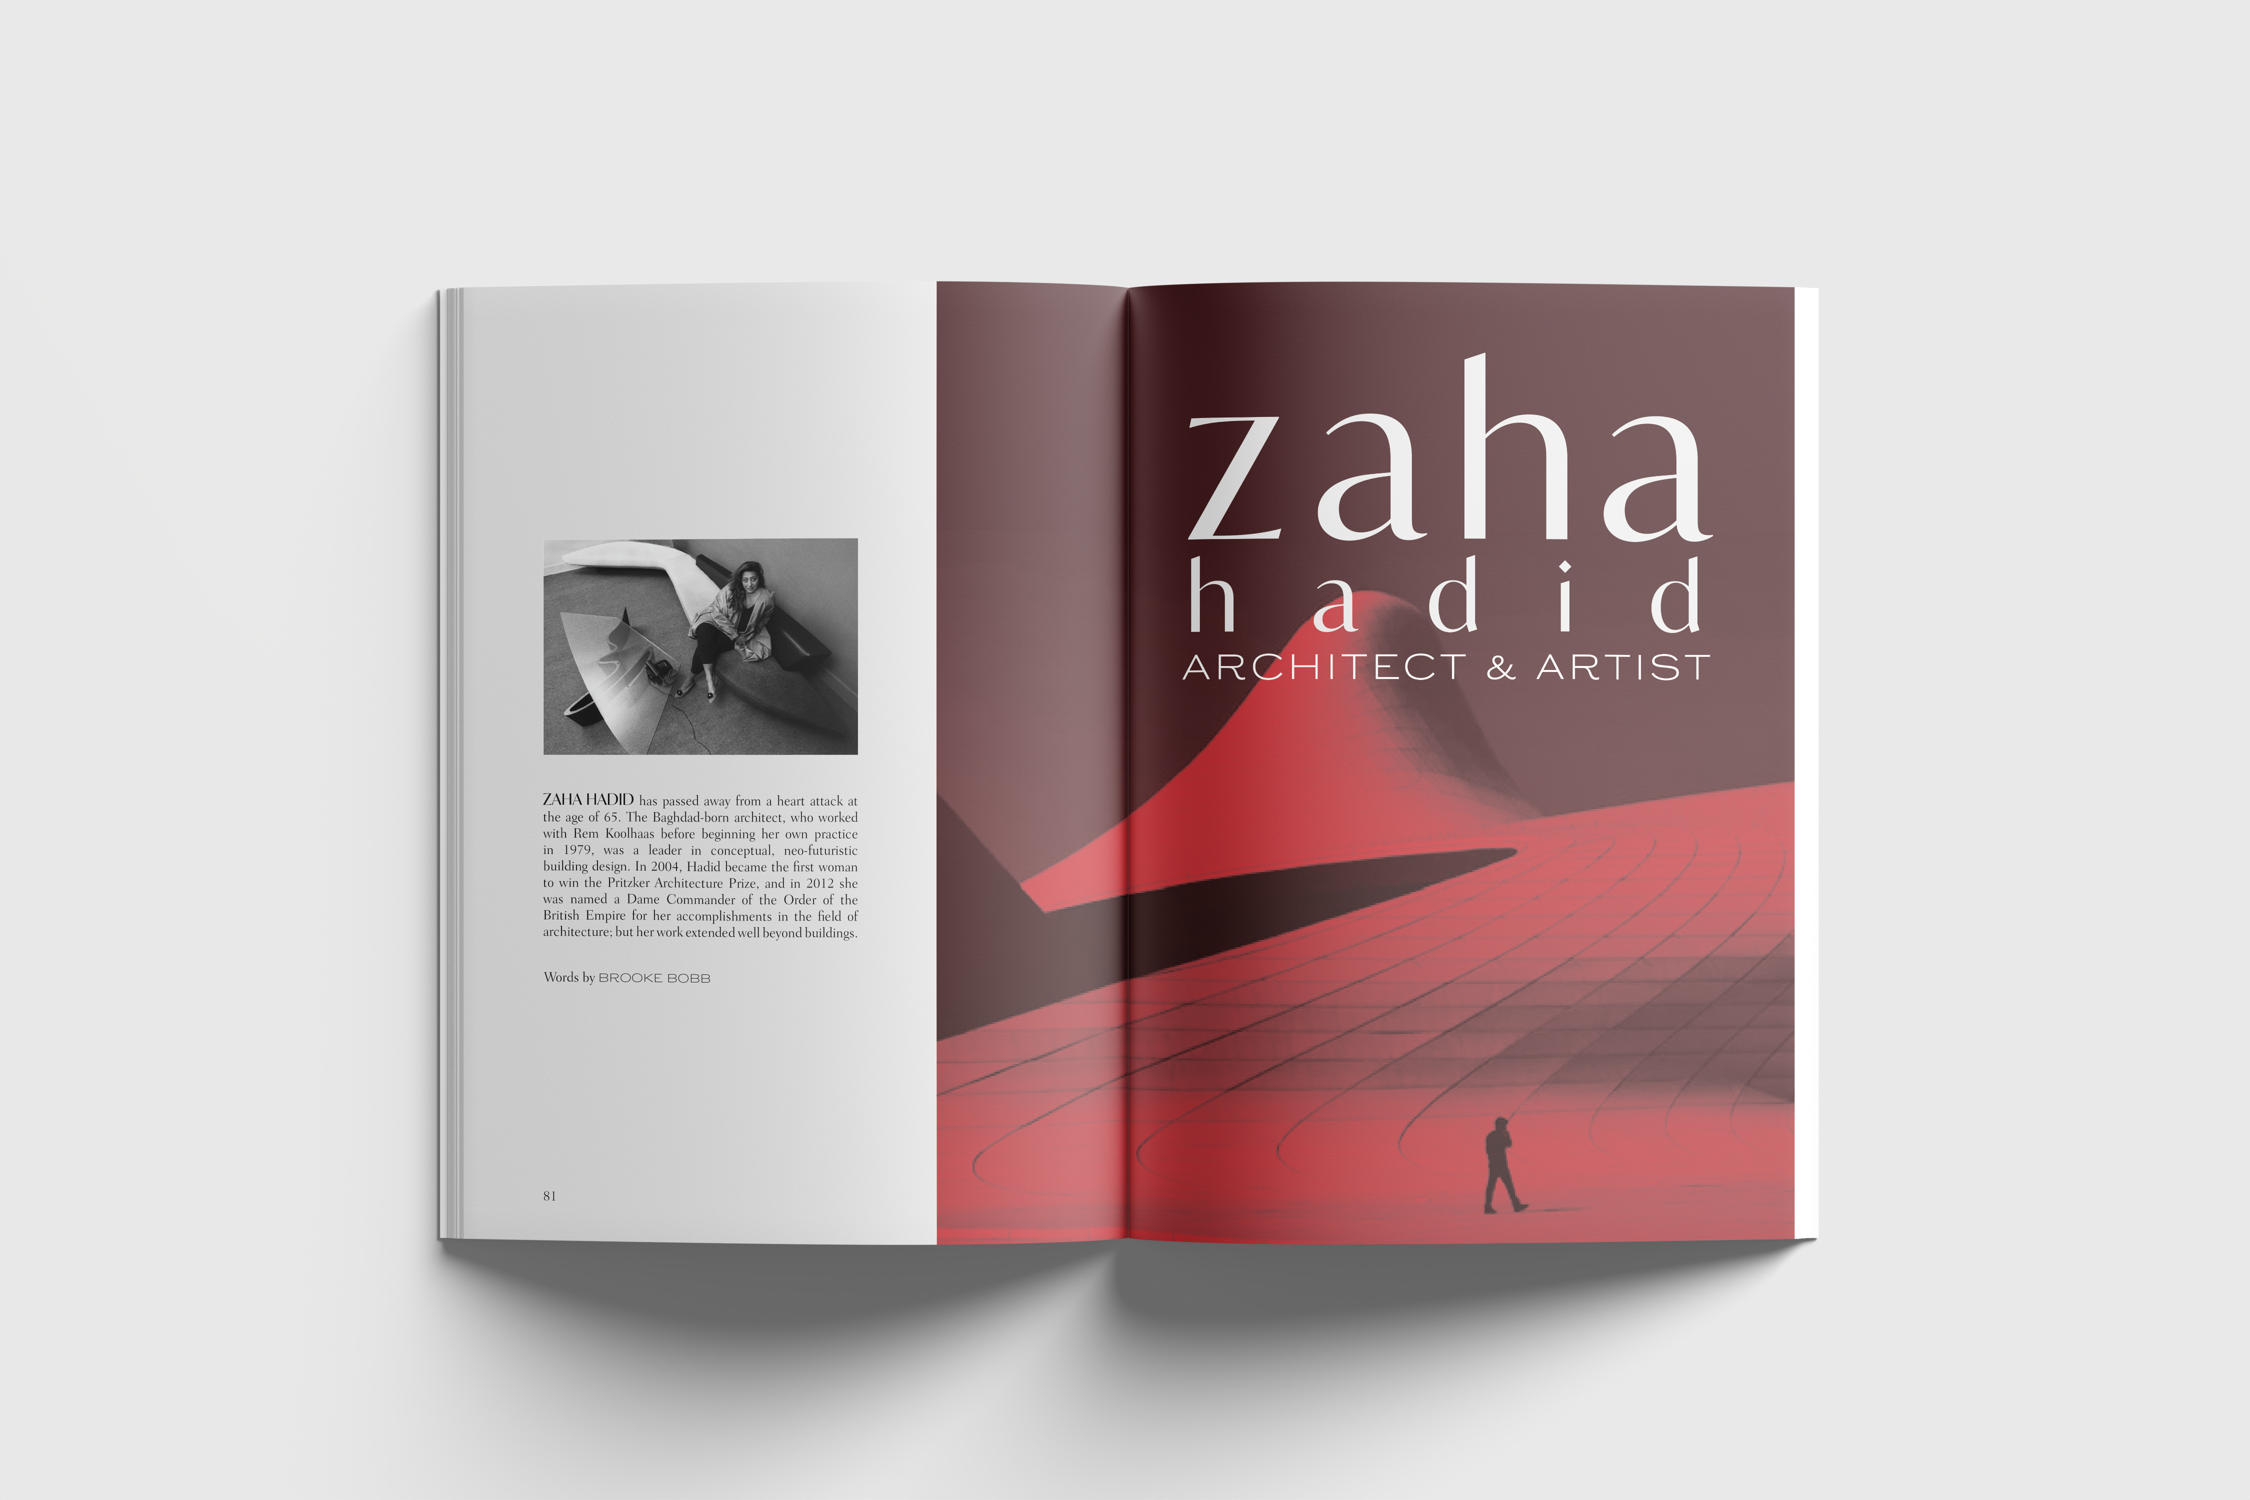 ZAHA HADID has passed away from a heart attack at
the age of 65. The Baghdad-born architect, who worked
with Rem Koolhaas before beginning her own practice
in 1979, was a leader in conceptual, neo-futuristic
building design. In 2004, Hadid became the first woman
to win the Pritzker Architecture Prize, and in 2012 she
was named a Dame Commander of the Order of the
British Empire for her accomplishments in the field of
architecture; but her work extended well beyond buildings.
Words by BROOKE BOBB
81
zaha
hadid
ARCHITECT & ARTIST